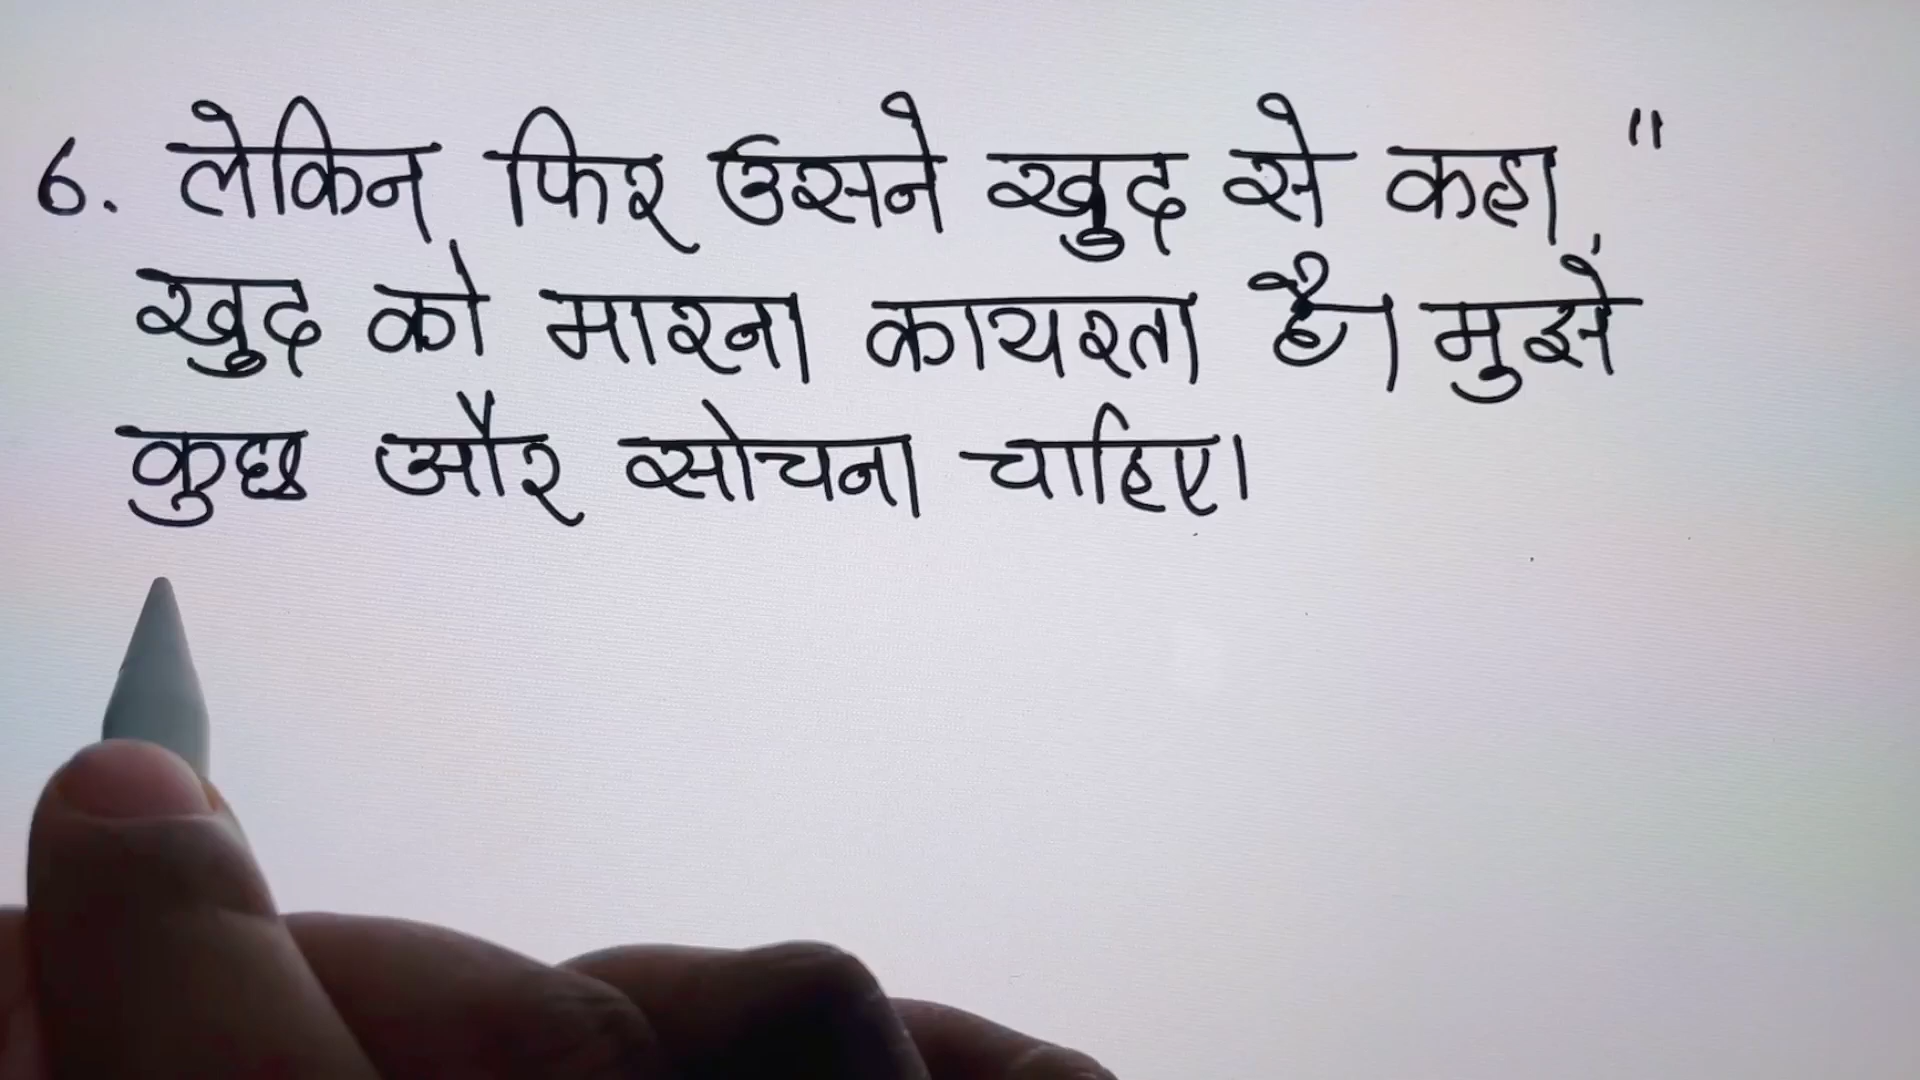 6. लेकिन फिर उसने खुद से कहा, "
खुद को मारना कायरता है। मुझे
कुछ और सोचना चाहिए।